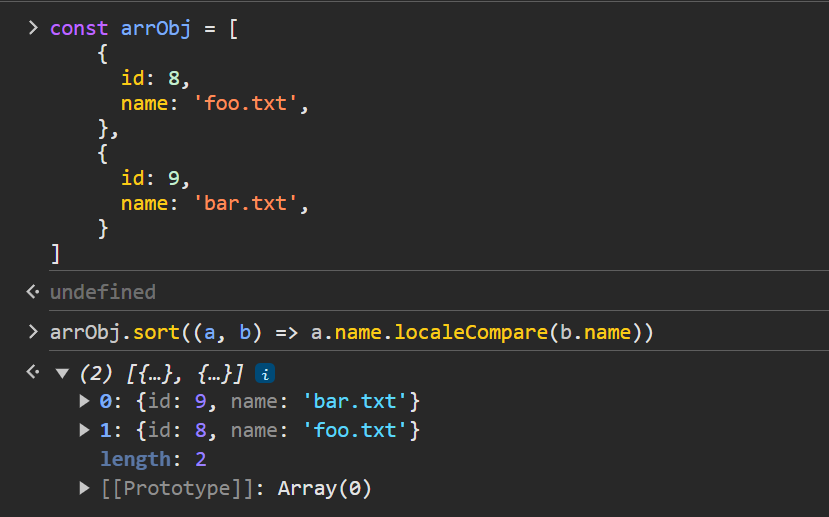 > const arrObj = [
    {
      id: 8,
      name: 'foo.txt',
    },
    {
      id: 9,
      name: 'bar.txt',
    }
]
undefined
> arrObj.sort((a, b) => a.name.localeCompare(b.name))
(2) [{…}, {…}] i
0: {id: 9, name: 'bar.txt'}
1: {id: 8, name: 'foo.txt'}
length: 2
[[Prototype]]: Array(0)